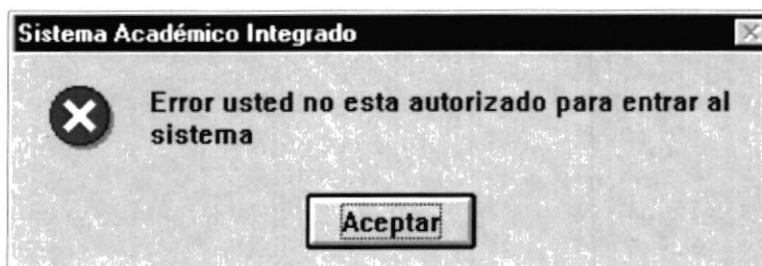 Sistema Académico Integrado
Error usted no esta autorizado para entrar al
sistema
Aceptar